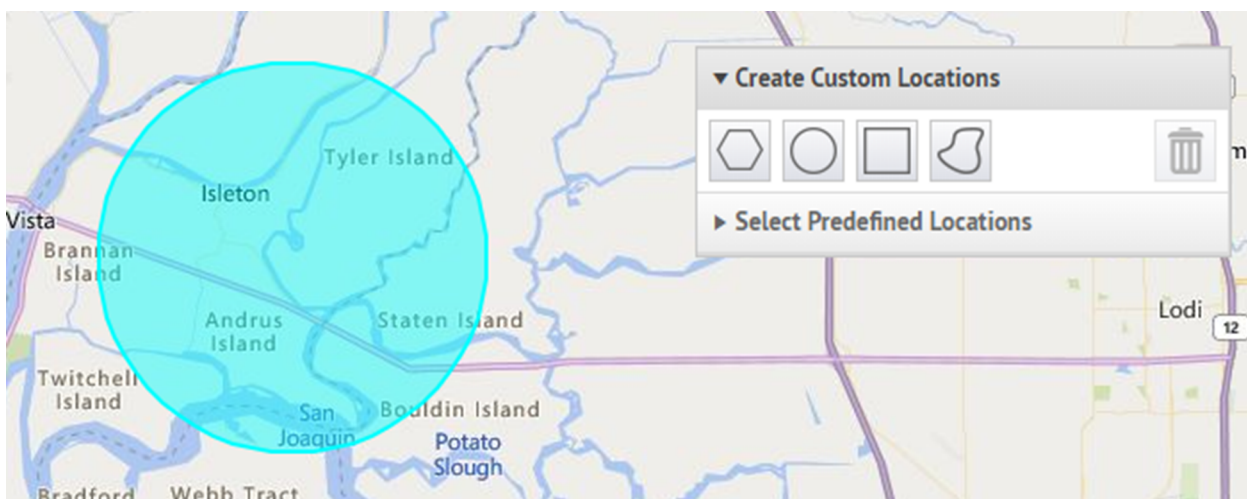 Create Custom Locations
Select Predefined Locations
Tyler Island
Isleton
Vista
Brannan
Island
Andrus
Island
Staten Island
Lodi
12
Twitchell
Island
San
Joaquin
Bouldin Island
Potato
Slough
Bradford
Webb Tract
m